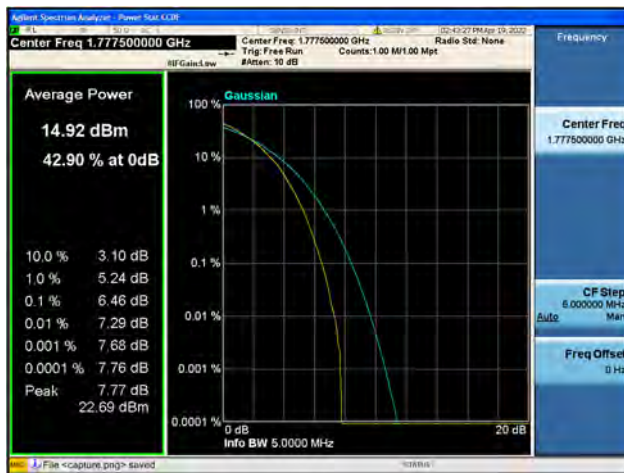 Agilent Spectrum Analyzer - Power Stat CCDF
Center Freq 1.777500000 GHz
Center Freq: 1.777500000 GHz
Radio Std: None
02:43:27 PM Apr 19, 2022
Trig: Free Run
Counts:1.00 M/1.00 Mpt
#IFGain:Low
#Atten: 10 dB
Frequency
Average Power
14.92 dBm
42.90 % at 0dB
10.0 % 3.10 dB
1.0 % 5.24 dB
0.1 % 6.46 dB
0.01 % 7.29 dB
0.001 % 7.68 dB
0.0001 % 7.76 dB
Peak 7.77 dB
22.69 dBm
Gaussian
100 %
10 %
1 %
0.1 %
0.01 %
0.001 %
0.0001 %
0 dB
20 dB
Info BW 5.0000 MHz
Center Freq
1.777500000 GHz
CF Step
5.000000 MHz
Auto Man
Freq Offset
0 Hz
MSG
File <capture.png> saved
STATUS